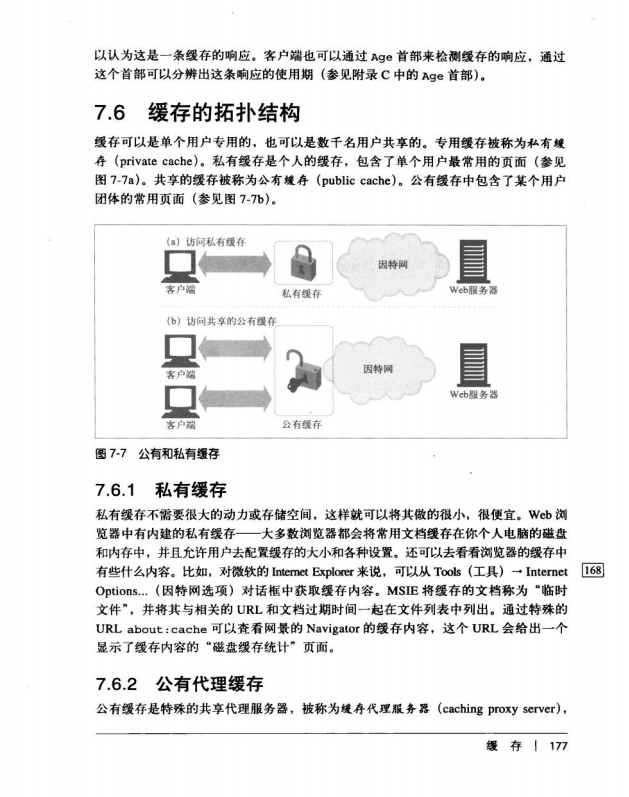 以认为这是一条缓存的响应。客户端也可以通过 Age 首部来检测缓存的响应，通过
这个首部可以分辨出这条响应的使用期（参见附录 C 中的 Age 首部）。
7.6 缓存的拓扑结构
缓存可以是单个用户专用的，也可以是数千名用户共享的。专用缓存被称为私有缓
存（private cache）。私有缓存是个人的缓存，包含了单个用户最常用的页面（参见
图 7-7a）。共享的缓存被称为公有缓存（public cache）。公有缓存中包含了某个用户
团体的常用页面（参见图 7-7b）。
（a）访问私有缓存
客户端
私有缓存
因特网
Web服务器
（b）访问共享的公有缓存
客户端
因特网
Web服务器
客户端
公有缓存
图 7-7 公有和私有缓存
7.6.1 私有缓存
私有缓存不需要很大的动力或存储空间，这样就可以将其做的很小，很便宜。Web 浏
览器中有内建的私有缓存——大多数浏览器都会将常用文档缓存在你个人电脑的磁盘
和内存中，并且允许用户去配置缓存的大小和各种设置。还可以去看看浏览器的缓存中
有些什么内容。比如，对微软的 Internet Explorer 来说，可以从 Tools（工具）→ Internet
168
Options...（因特网选项）对话框中获取缓存内容。MSIE 将缓存的文档称为“临时
文件”，并将其与相关的 URL 和文档过期时间一起在文件列表中列出。通过特殊的
URL about:cache 可以查看网景的 Navigator 的缓存内容，这个 URL 会给出一个
显示了缓存内容的“磁盘缓存统计”页面。
7.6.2 公有代理缓存
公有缓存是特殊的共享代理服务器，被称为缓存代理服务器（caching proxy server），
缓 存 | 177